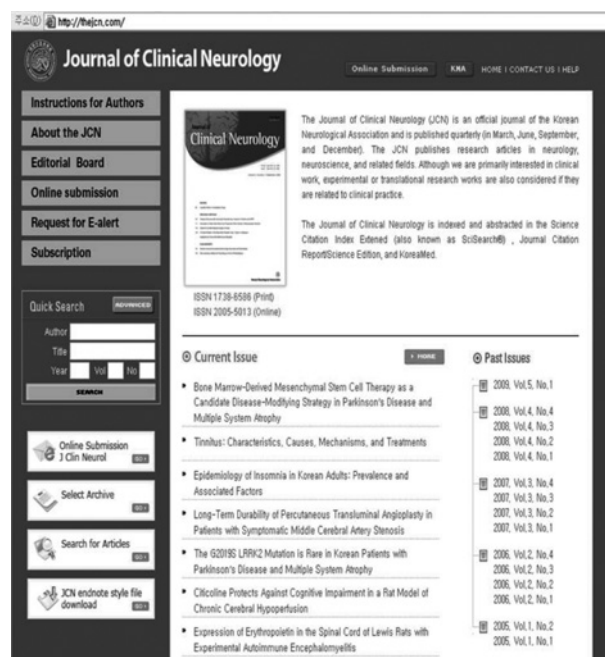 주소(D) http://thejcn.com/
Journal of Clinical Neurology
Online Submission KMA HOME | CONTACT US | HELP
Instructions for Authors
About the JCN
Editorial Board
Online submission
Request for E-alert
Subscription
Quick Search ADVANCED
Author
Title
Year Vol No
SEARCH
Online Submission
J Clin Neurol
GO
Select Archive
GO
Search for Articles
GO
JCN endnote style file
download
GO
Journal of
Clinical Neurology
ISSN 1738-6586 (Print)
ISSN 2005-5013 (Online)
The Journal of Clinical Neurology (JCN) is an official journal of the Korean
Neurological Association and is published quarterly (in March, June, September,
and December). The JCN publishes research articles in neurology,
neuroscience, and related fields. Although we are primarily interested in clinical
work, experimental or translational research works are also considered if they
are related to clinical practice.
The Journal of Clinical Neurology is indexed and abstracted in the Science
Citation Index Extened (also known as SciSearch®) , Journal Citation
Report/Science Edition, and KoreaMed.
Current Issue MORE
Bone Marrow-Derived Mesenchymal Stem Cell Therapy as a
Candidate Disease-Modifying Strategy in Parkinson's Disease and
Multiple System Atrophy
Tinnitus: Characteristics, Causes, Mechanisms, and Treatments
Epidemiology of Insomnia in Korean Adults: Prevalence and
Associated Factors
Long-Term Durability of Percutaneous Transluminal Angioplasty in
Patients with Symptomatic Middle Cerebral Artery Stenosis
The G2019S LRRK2 Mutation is Rare in Korean Patients with
Parkinson's Disease and Multiple System Atrophy
Citicoline Protects Against Cognitive Impairment in a Rat Model of
Chronic Cerebral Hypoperfusion
Expression of Erythropoietin in the Spinal Cord of Lewis Rats with
Experimental Autoimmune Encephalomyelitis
Past Issues
2009, Vol.5, No.1
2008, Vol.4, No.4
2008, Vol.4, No.3
2008, Vol.4, No.2
2008, Vol.4, No.1
2007, Vol.3, No.4
2007, Vol.3, No.3
2007, Vol.3, No.2
2007, Vol.3, No.1
2006, Vol.2, No.4
2006, Vol.2, No.3
2006, Vol.2, No.2
2006, Vol.2, No.1
2005, Vol.1, No.2
2005, Vol.1, No.1